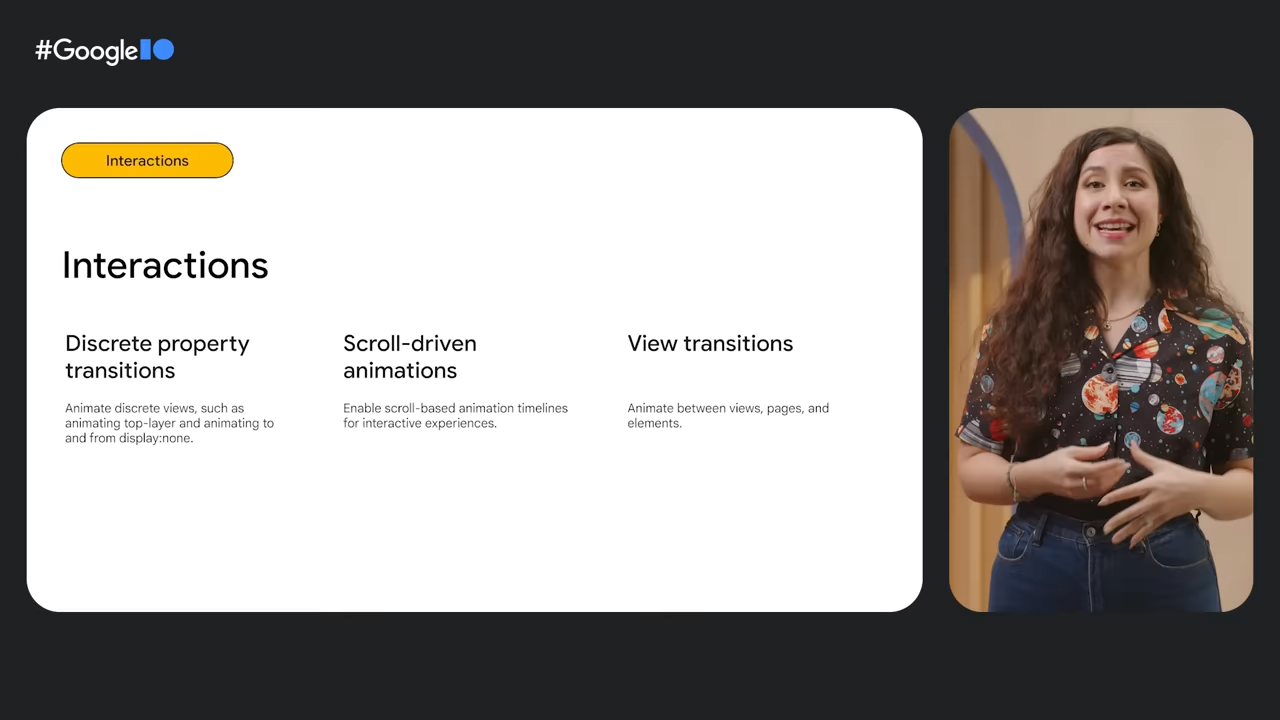 #GoogleIO
Interactions
Interactions
Discrete property
transitions
Animate discrete views, such as
animating top-layer and animating to
and from display:none.
Scroll-driven
animations
Enable scroll-based animation timelines
for interactive experiences.
View transitions
Animate between views, pages, and
elements.